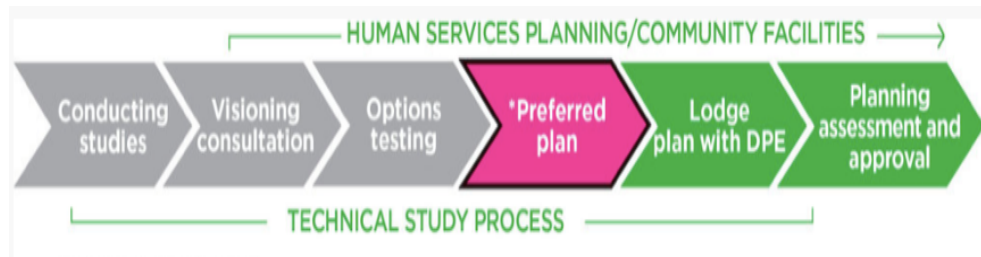 HUMAN SERVICES PLANNING/COMMUNITY FACILITIES
Conducting
studies
Visioning
consultation
Options
testing
*Preferred
plan
Lodge
plan with DPE
Planning
assessment and
approval
TECHNICAL STUDY PROCESS